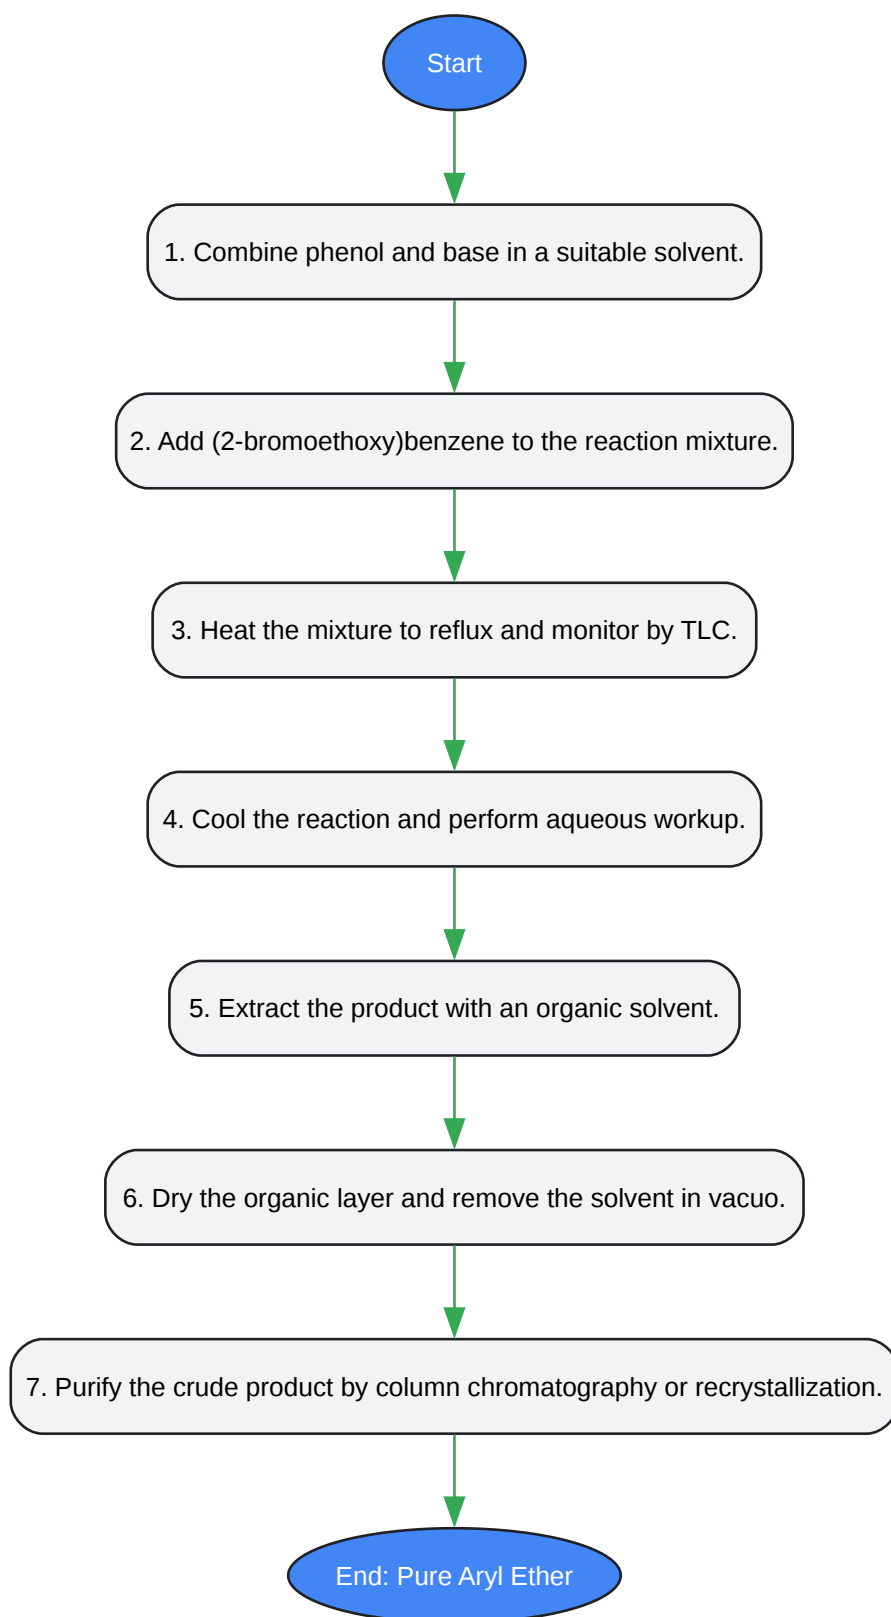 Start
1. Combine phenol and base in a suitable solvent.
2. Add (2-bromoethoxy)benzene to the reaction mixture.
3. Heat the mixture to reflux and monitor by TLC.
4. Cool the reaction and perform aqueous workup.
5. Extract the product with an organic solvent.
6. Dry the organic layer and remove the solvent in vacuo.
7. Purify the crude product by column chromatography or recrystallization.
End: Pure Aryl Ether